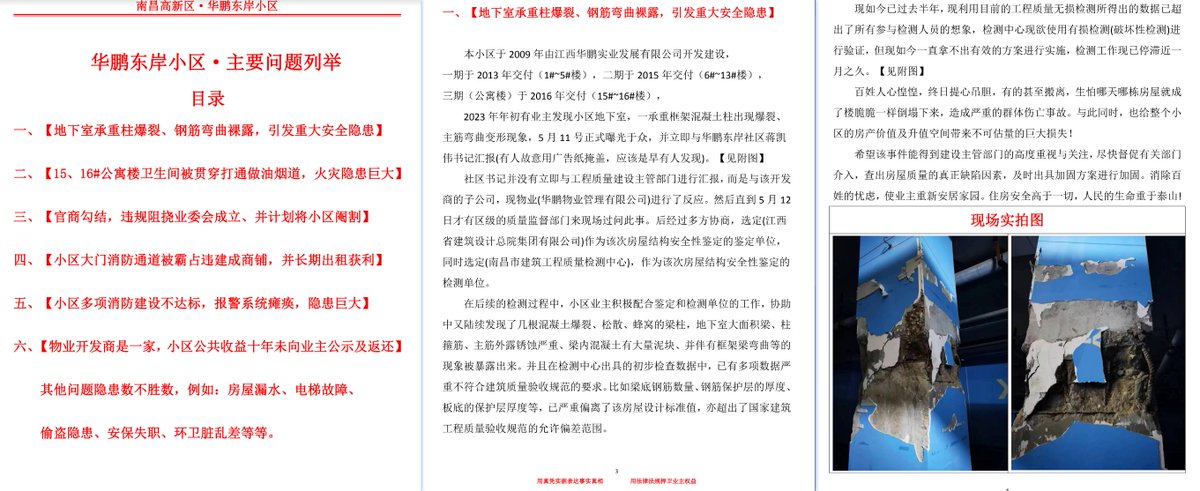 南昌高新区·华鹏东岸小区
华鹏东岸小区·主要问题列举
目录
一、【地下室承重柱爆裂、钢筋弯曲裸露，引发重大安全隐患】
二、【15、16#公寓楼卫生间被贯穿打通做油烟道，火灾隐患巨大】
三、【官商勾结，违规阻挠业委会成立、并计划将小区阉割】
四、【小区大门消防通道被霸占违建成商铺，并长期出租获利】
五、【小区多项消防建设不达标，报警系统瘫痪，隐患巨大】
六、【物业开发商是一家，小区公共收益十年未向业主公示及返还】
其他问题隐患数不胜数，例如：房屋漏水、电梯故障、
偷盗隐患、安保失职、环卫脏乱差等等。
一、【地下室承重柱爆裂、钢筋弯曲裸露，引发重大安全隐患】
本小区于 2009 年由江西华鹏实业发展有限公司开发建设，
一期于 2013 年交付（1#~5#楼），二期于 2015 年交付（6#~13#楼），
三期（公寓楼）于 2016 年交付（15#~16#楼），
2023 年年初有业主发现小区地下室，一承重框架混凝土柱出现爆裂、
主筋弯曲变形现象，5 月 11 号正式曝光于众，并立即与华鹏东岸社区蒋凯
伟书记汇报(有人故意用广告纸掩盖，应该是早有人发现)。【见附图】
社区书记并没有立即与工程质量建设主管部门进行汇报，而是与该开发
商的子公司，现物业(华鹏物业管理有限公司)进行了反应。然后直到 5 月 12
日才有区级的质量监督部门来现场过问此事。后经过多方协商，选定(江西
省建筑设计总院集团有限公司)作为该次房屋结构安全性鉴定的鉴定单位，
同时选定(南昌市建筑工程质量检测中心)，作为该次房屋结构安全性鉴定的
检测单位。
在后续的检测过程中，小区业主积极配合鉴定和检测单位的工作，协助
中又陆续发现了几根混凝土爆裂、松散、蜂窝的梁柱，地下室大面积梁、柱
箍筋、主筋外露锈蚀严重、梁内混凝土有大量泥块、并伴有框架梁弯曲等的
现象被暴露出来。并且在检测中心出具的初步检查数据中，已有多项数据严
重不符合建筑质量验收规范的要求。比如梁底钢筋数量、钢筋保护层的厚度、
板底的保护层厚度等，已严重偏离了该房屋设计标准值，亦超出了国家建筑
工程质量验收规范的允许偏差范围。
3
用真凭实据表达事实真相 用法律法规捍卫业主权益
现如今已过去半年，现利用目前的工程质量无损检测所得出的数据已超
出了所有参与检测人员的想象，检测中心现欲使用有损检测(破坏性检测)进
行验证，但现如今一直拿不出有效的方案进行实施，检测工作现已停滞近一
月之久。【见附图】
百姓人心惶惶，终日提心吊胆，有的甚至搬离，生怕哪天哪栋房屋就成
了楼脆脆一样倒塌下来，造成严重的群体伤亡事故。与此同时，也给整个小
区的房产价值及升值空间带来不可估量的巨大损失！
希望该事件能得到建设主管部门的高度重视与关注，尽快督促有关部门
介入，查出房屋质量的真正缺陷因素，及时出具加固方案进行加固。消除百
姓的忧虑，使业主重新安居家园。住房安全高于一切，人民的生命重于泰山!
现场实拍图